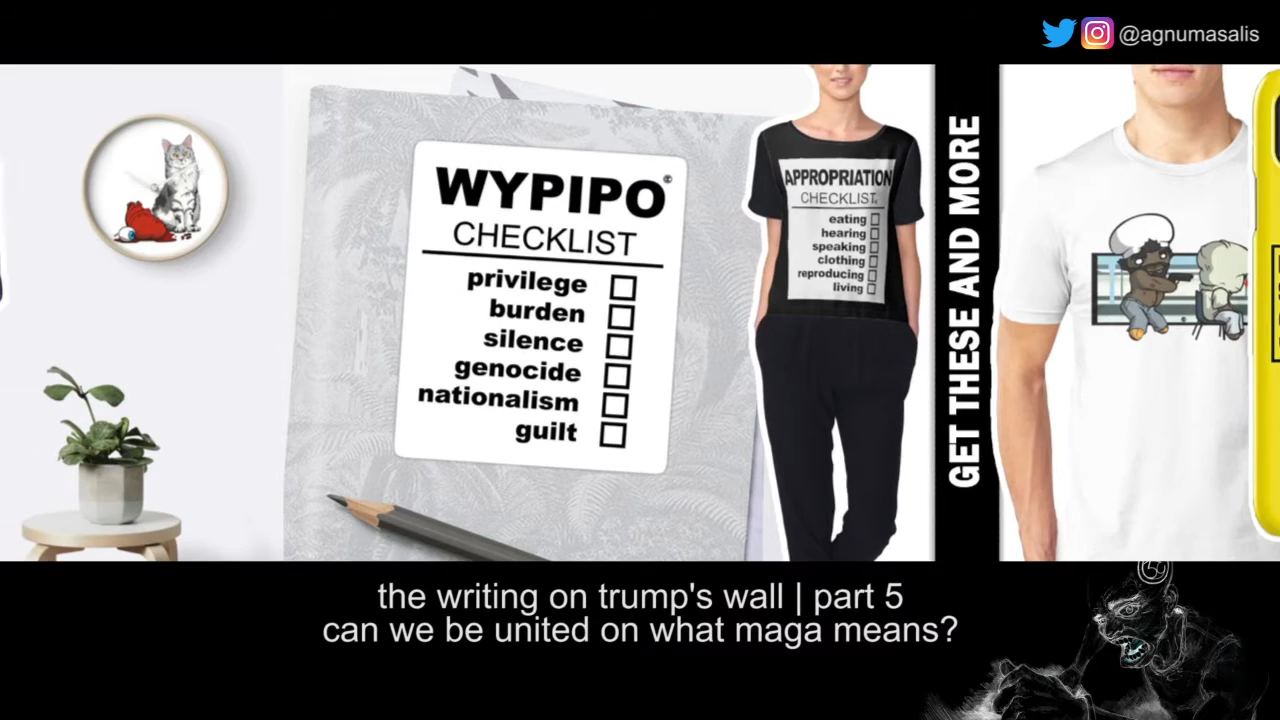 @agnumasalis
WYPIPO®
CHECKLIST
privilege
burden
silence
genocide
nationalism
guilt
APPROPRIATION
CHECKLIST
eating
hearing
speaking
clothing
reproducing
living
GET THESE AND MORE
the writing on trump's wall | part 5
can we be united on what maga means?